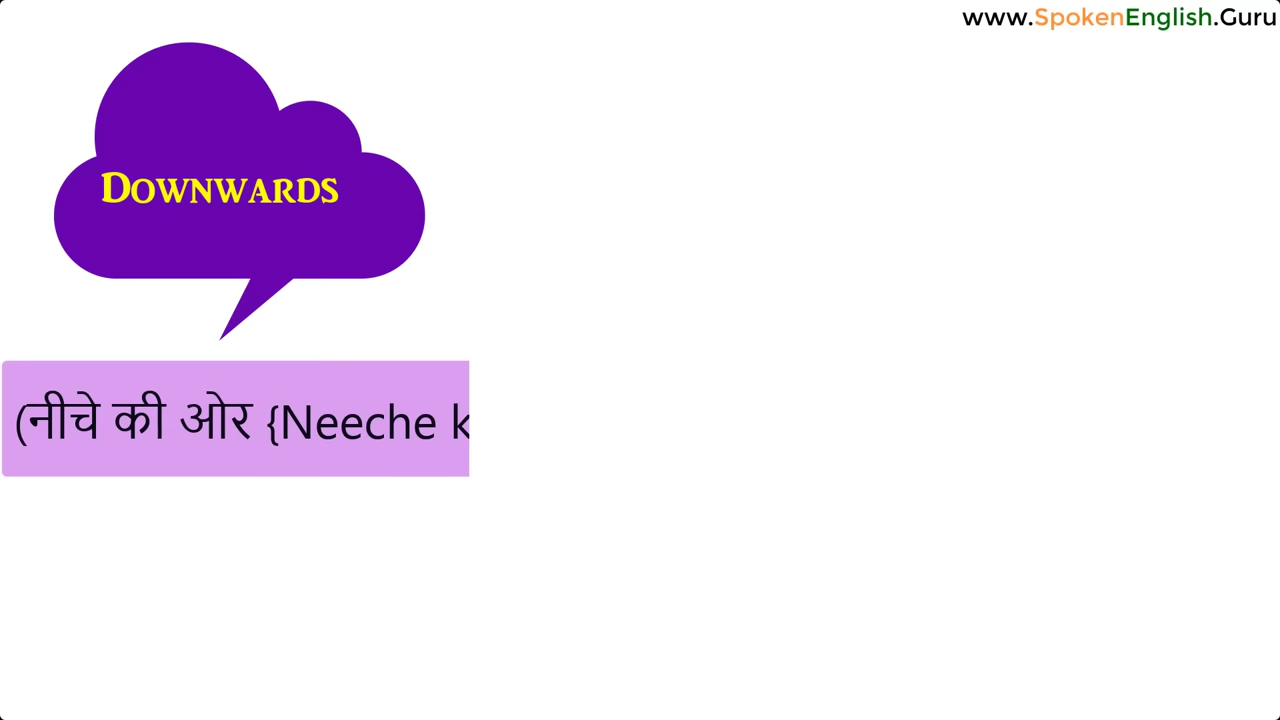 www.SpokenEnglish.Guru
Downwards
(नीचे की ओर {Neeche k